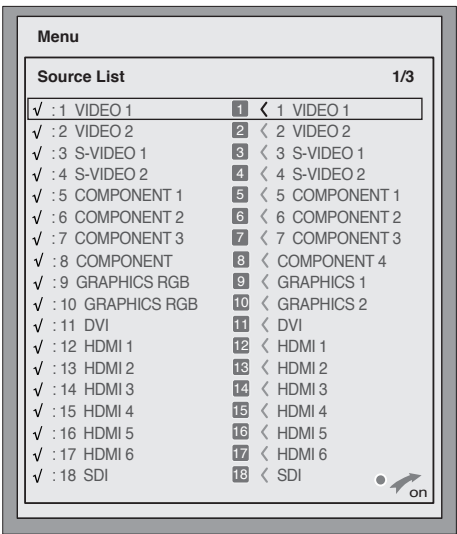 Menu
Source List 1/3
√ : 1 VIDEO 1 1 〈 1 VIDEO 1
√ : 2 VIDEO 2 2 〈 2 VIDEO 2
√ : 3 S-VIDEO 1 3 〈 3 S-VIDEO 1
√ : 4 S-VIDEO 2 4 〈 4 S-VIDEO 2
√ : 5 COMPONENT 1 5 〈 5 COMPONENT 1
√ : 6 COMPONENT 2 6 〈 6 COMPONENT 2
√ : 7 COMPONENT 3 7 〈 7 COMPONENT 3
√ : 8 COMPONENT 8 〈 COMPONENT 4
√ : 9 GRAPHICS RGB 9 〈 GRAPHICS 1
√ : 10 GRAPHICS RGB 10 〈 GRAPHICS 2
√ : 11 DVI 11 〈 DVI
√ : 12 HDMI 1 12 〈 HDMI 1
√ : 13 HDMI 2 13 〈 HDMI 2
√ : 14 HDMI 3 14 〈 HDMI 3
√ : 15 HDMI 4 15 〈 HDMI 4
√ : 16 HDMI 5 16 〈 HDMI 5
√ : 17 HDMI 6 17 〈 HDMI 6
√ : 18 SDI 18 〈 SDI
on